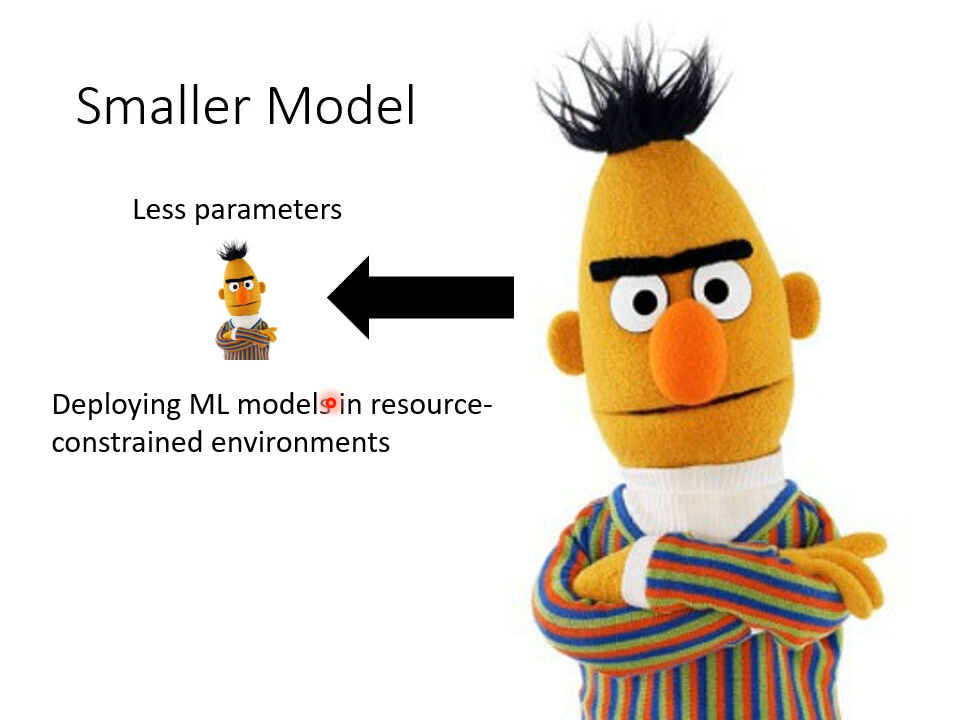 Smaller Model
Less parameters
Deploying ML models in resource-
constrained environments